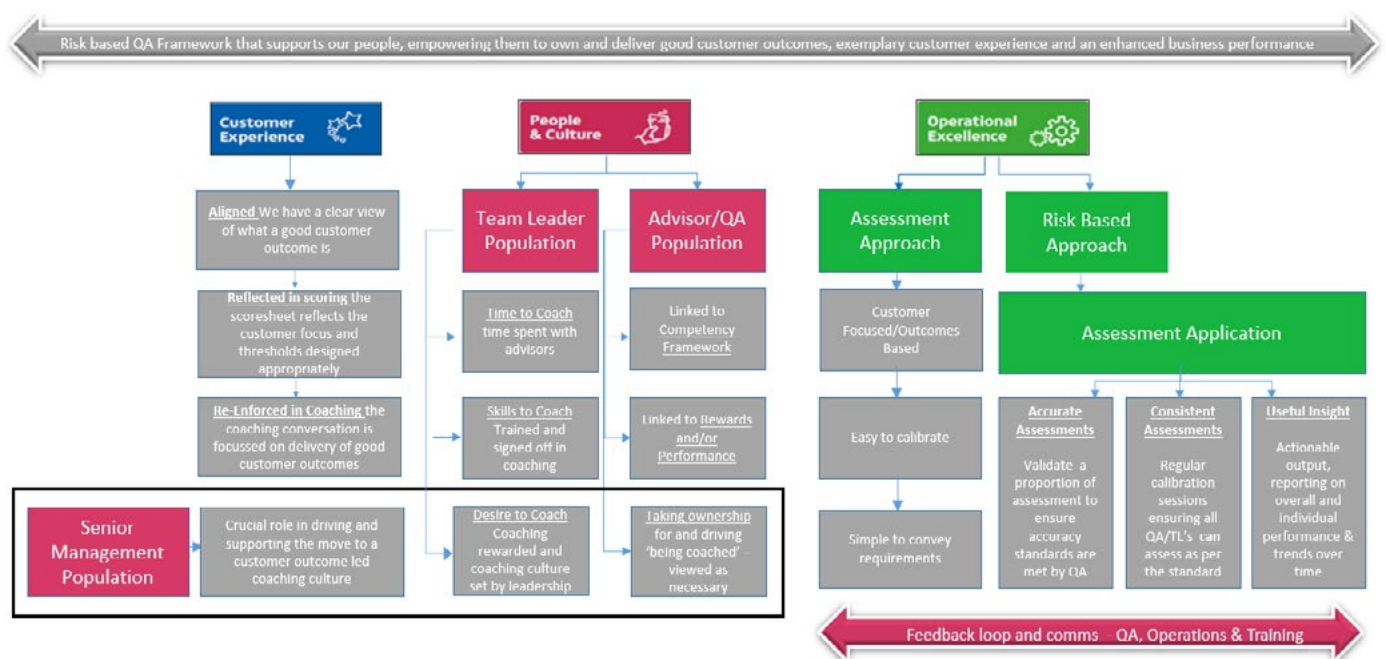 Risk based QA Framework that supports our people, empowering them to own and deliver good customer outcomes, exemplary customer experience and an enhanced business performance
Customer
Experience
People
& Culture
Operational
Excellence
Aligned We have a clear view
of what a good customer
outcome is
Reflected in scoring the
scoresheet reflects the
customer focus and
thresholds designed
appropriately
Re-Enforced in Coaching the
coaching conversation is
focussed on delivery of good
customer outcomes
Team Leader
Population
Time to Coach
time spent with
advisors
Skills to Coach
Trained and
signed off in
coaching
Advisor/QA
Population
Linked to
Competency
Framework
Linked to Rewards
and/or
Performance
Senior
Management
Population
Crucial role in driving and
supporting the move to a
customer outcome led
coaching culture
Desire to Coach
Coaching
rewarded and
coaching culture
set by leadership
Taking ownership
for and driving
'being coached' –
viewed as
necessary
Assessment
Approach
Customer
Focused/Outcomes
Based
Easy to calibrate
Simple to convey
requirements
Risk Based
Approach
Assessment Application
Accurate
Assessments
Validate a
proportion of
assessment to
ensure
accuracy
standards are
met by QA
Consistent
Assessments
Regular
calibration
sessions
ensuring all
QA/TL's can
assess as per
the standard
Useful Insight
Actionable
output,
reporting on
overall and
individual
performance &
trends over
time
Feedback loop and comms - QA, Operations & Training